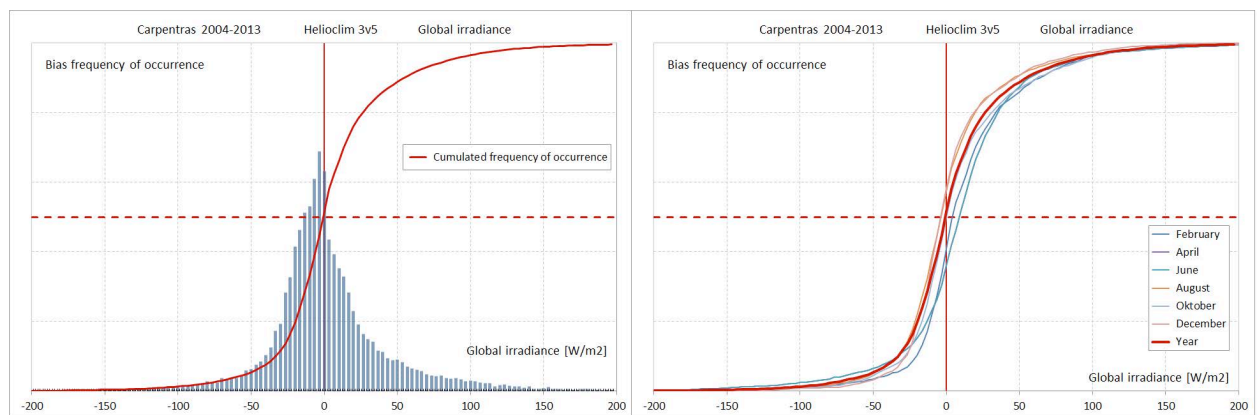 Carpentras 2004-2013 Helioclim 3v5 Global irradiance
Bias frequency of occurrence
Cumulated frequency of occurrence
Global irradiance [W/m2]
-200 -150 -100 -50 0 50 100 150 200
Carpentras 2004-2013 Helioclim 3v5 Global irradiance
Bias frequency of occurrence
February
April
June
August
Oktober
December
Year
Global irradiance [W/m2]
-200 -150 -100 -50 0 50 100 150 200